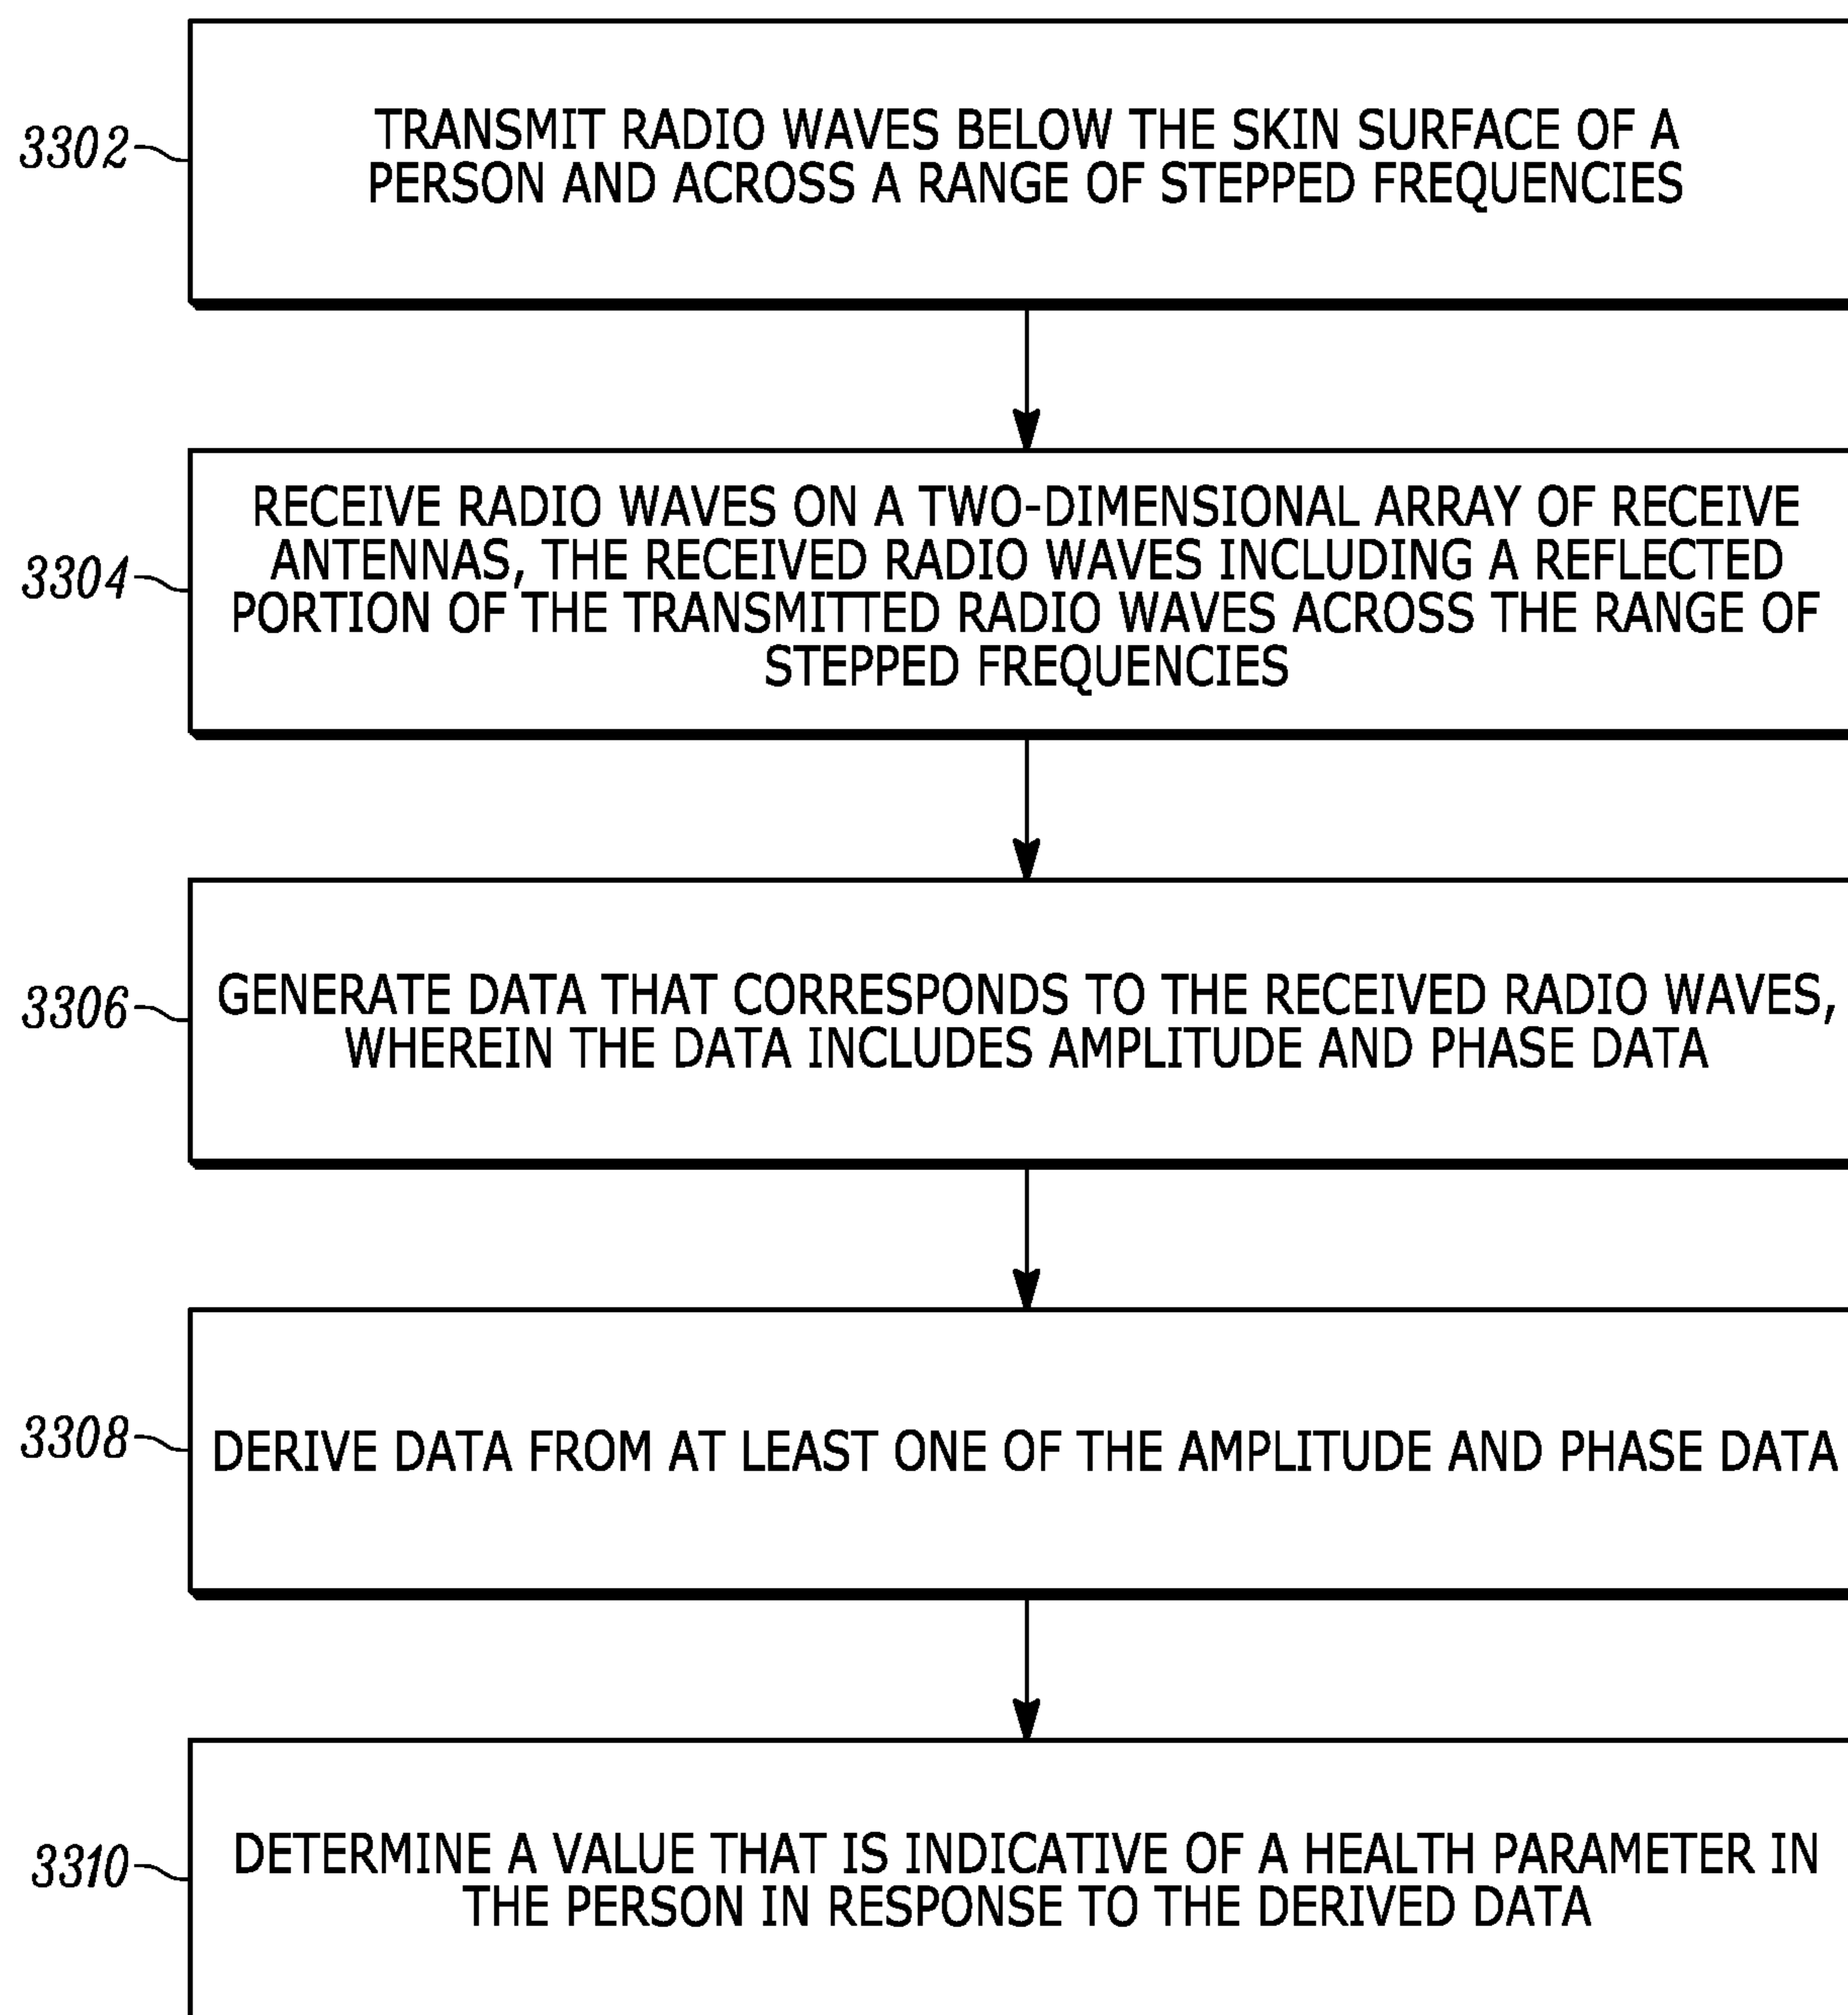 3302
TRANSMIT RADIO WAVES BELOW THE SKIN SURFACE OF A
PERSON AND ACROSS A RANGE OF STEPPED FREQUENCIES
3304
RECEIVE RADIO WAVES ON A TWO-DIMENSIONAL ARRAY OF RECEIVE
ANTENNAS, THE RECEIVED RADIO WAVES INCLUDING A REFLECTED
PORTION OF THE TRANSMITTED RADIO WAVES ACROSS THE RANGE OF
STEPPED FREQUENCIES
3306
GENERATE DATA THAT CORRESPONDS TO THE RECEIVED RADIO WAVES,
WHEREIN THE DATA INCLUDES AMPLITUDE AND PHASE DATA
3308
DERIVE DATA FROM AT LEAST ONE OF THE AMPLITUDE AND PHASE DATA
3310
DETERMINE A VALUE THAT IS INDICATIVE OF A HEALTH PARAMETER IN
THE PERSON IN RESPONSE TO THE DERIVED DATA